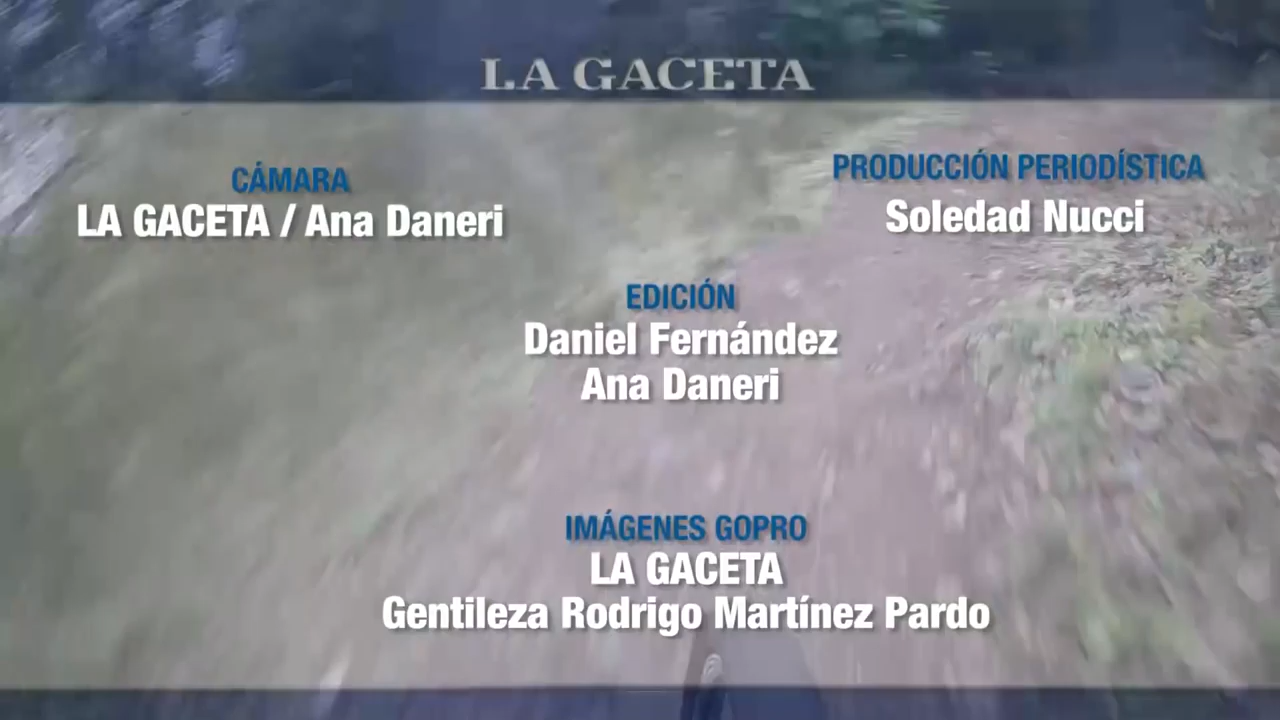 LA GACETA
CÁMARA
LA GACETA / Ana Daneri
PRODUCCIÓN PERIODÍSTICA
Soledad Nucci
EDICIÓN
Daniel Fernández
Ana Daneri
IMÁGENES GOPRO
LA GACETA
Gentileza Rodrigo Martínez Pardo